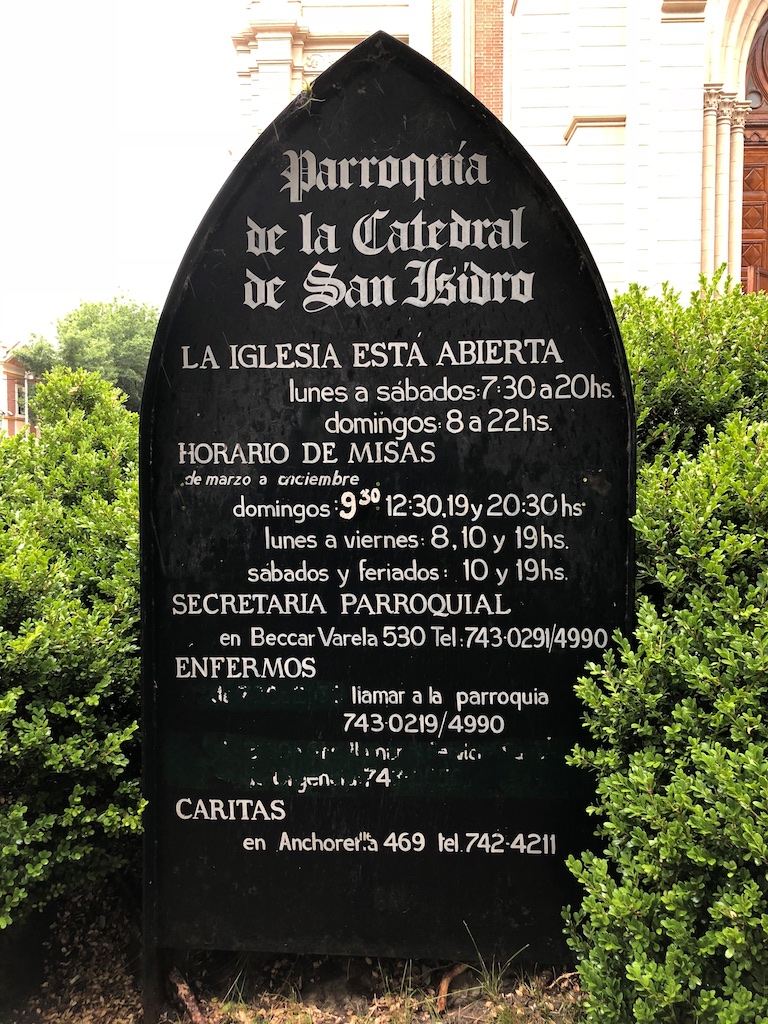 Parroquia
de la Catedral
de San Isidro
LA IGLESIA ESTÁ ABIERTA
lunes a sábados: 7:30 a 20hs.
domingos: 8 a 22hs.
HORARIO DE MISAS
de marzo a diciembre
domingos: 9³⁰ 12:30, 19 y 20:30 hs
lunes a viernes: 8, 10 y 19hs.
sábados y feriados: 10 y 19hs.
SECRETARIA PARROQUIAL
en Beccar Varela 530 Tel.:743-0291/4990
ENFERMOS
llamar a la parroquia
743-0219/4990
74
CARITAS
en Anchorena 469 tel. 742-4211